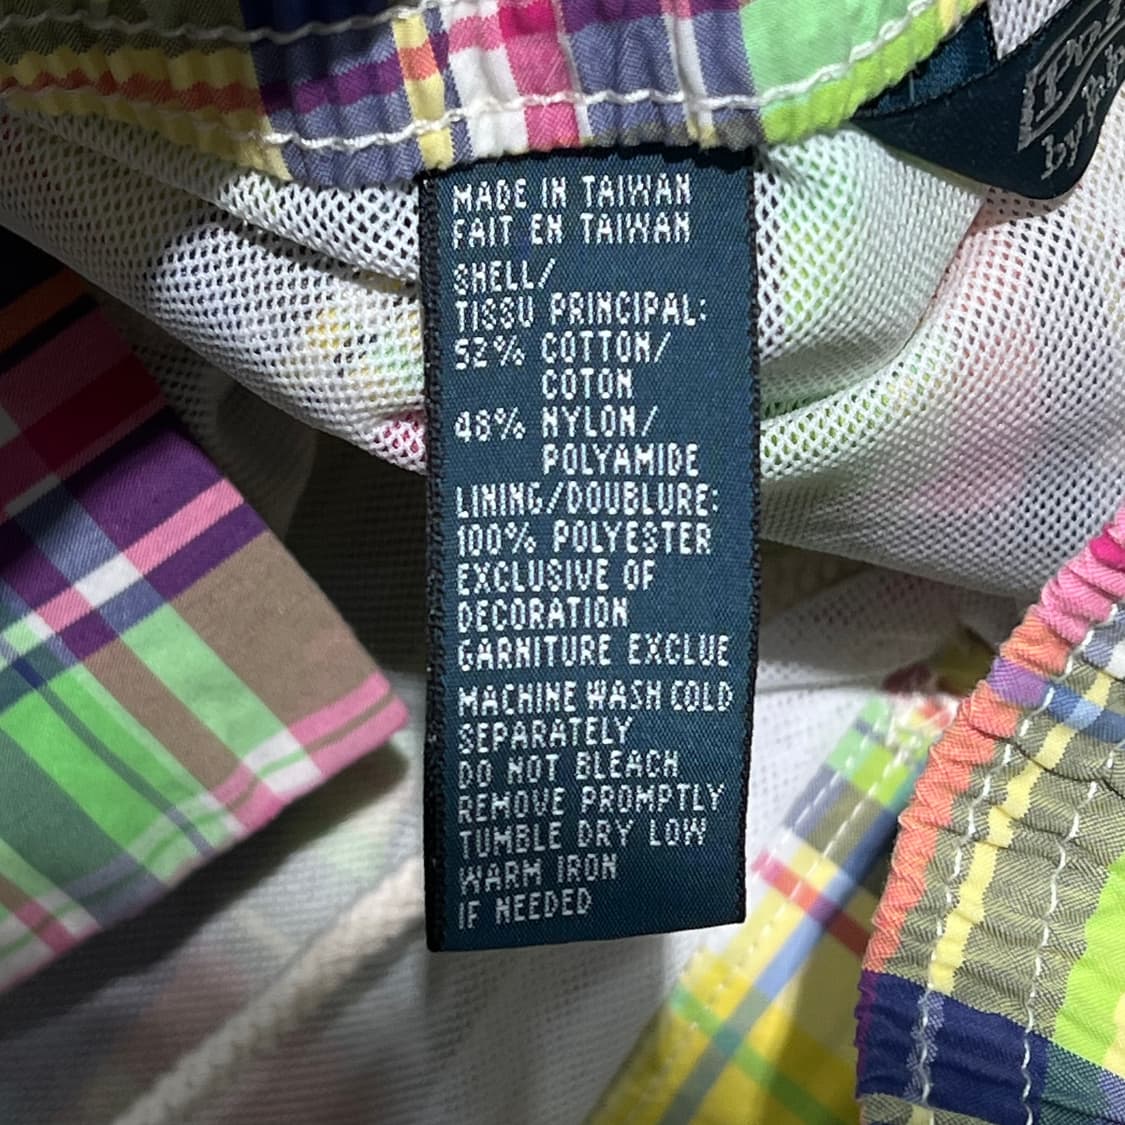 MADE IN TAIWAN
FAIT EN TAIWAN
SHELL/
TISSU PRINCIPAL:
52% COTTON/
COTON
48% NYLON/
POLYAMIDE
LINING/DOUBLURE:
100% POLYESTER
EXCLUSIVE OF
DECORATION
GARNITURE EXCLUE
MACHINE WASH COLD
SEPARATELY
DO NOT BLEACH
REMOVE PROMPTLY
TUMBLE DRY LOW
WARM IRON
IF NEEDED
by